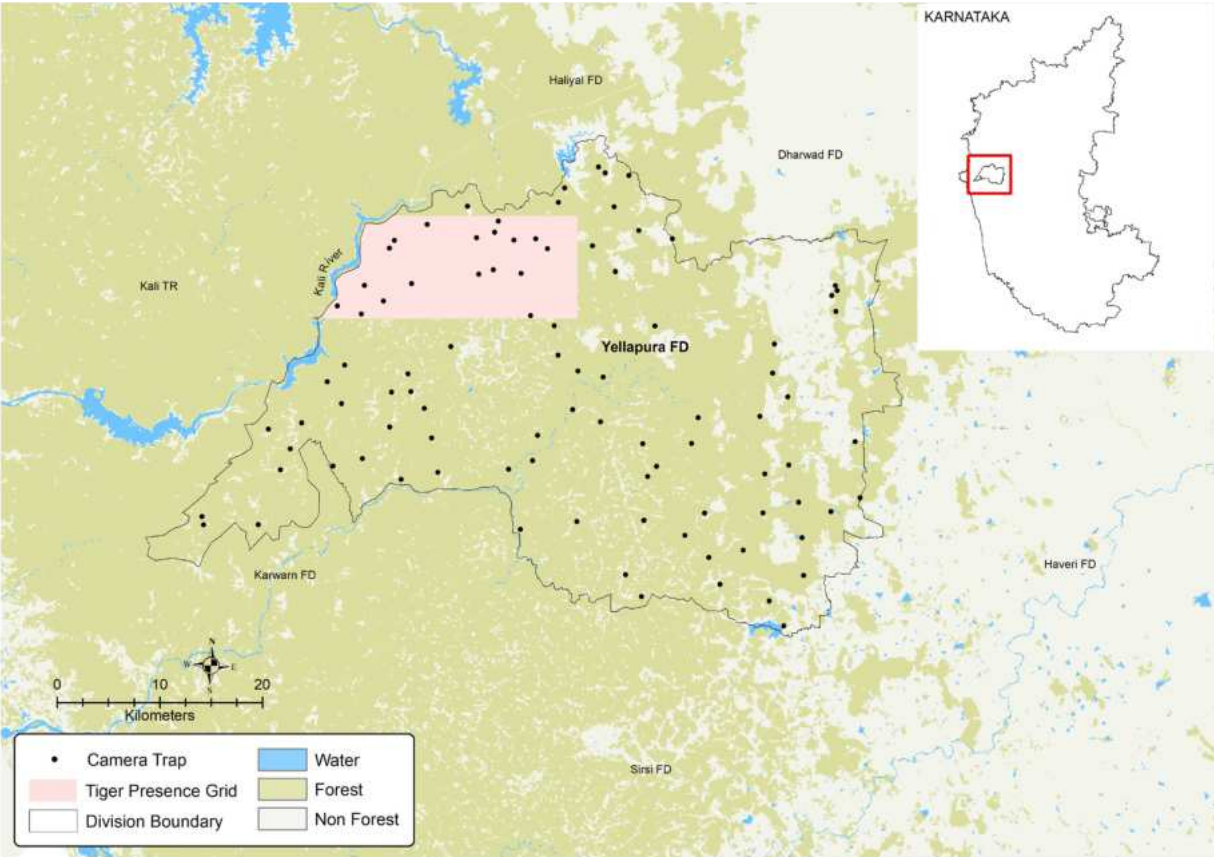 KARNATAKA
Haliyal FD
Dharwad FD
Kali River
Kali TR
Yellapura FD
Haveri FD
Karwarn FD
N
W
E
S
0 10 20
Kilometers
Sirsi FD
Camera Trap
Water
Tiger Presence Grid
Forest
Division Boundary
Non Forest